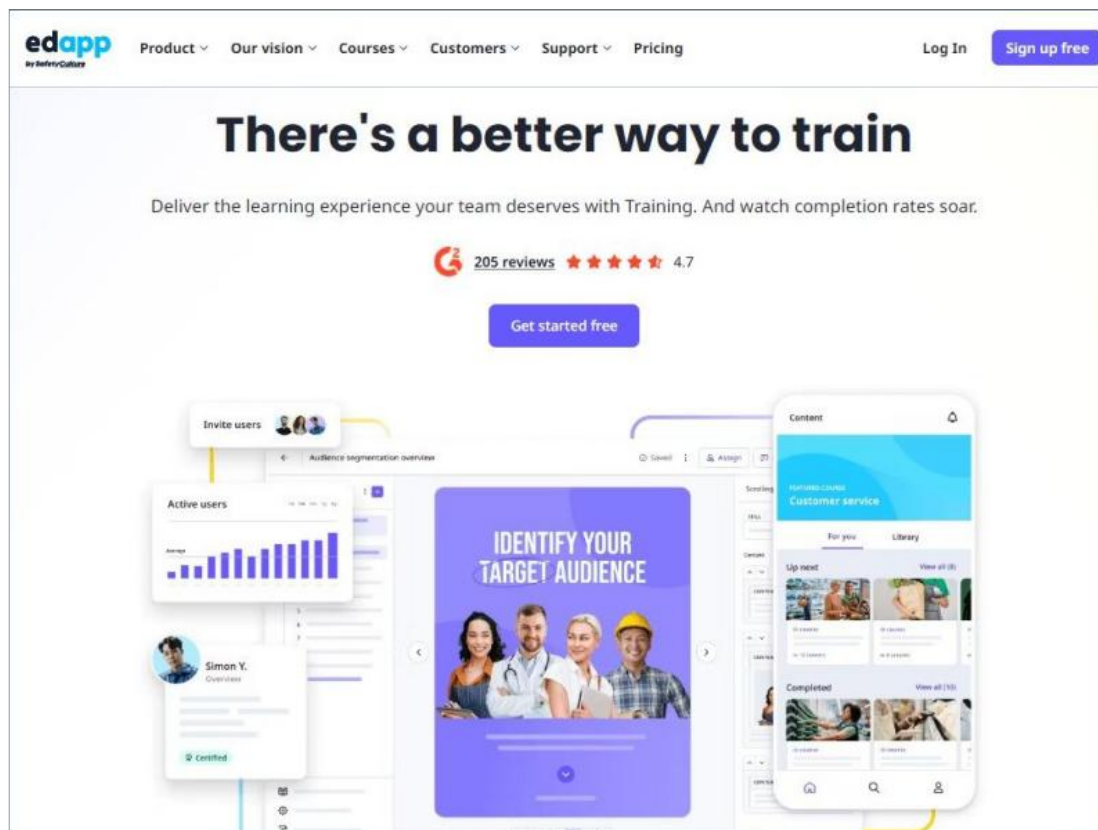 edapp
by SafetyCulture
Product Our vision Courses Customers Support Pricing
Log In Sign up free
There's a better way to train
Deliver the learning experience your team deserves with Training. And watch completion rates soar.
205 reviews 4.7
Get started free
Invite users
Audience segmentation overview
Saved
Assign
Active users
Average
Simon Y.
Overview
Certified
IDENTIFY YOUR
TARGET AUDIENCE
Content
FEATURED COURSE
Customer service
For you Library
Up next View all (8)
Completed View all (10)